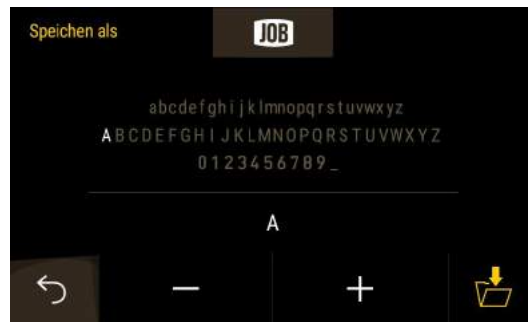 Speichen als
JOB
abcdefghijklmnopqrstuvwxyz
ABCDEFGHIJKLMNOPQRSTUVWXYZ
0123456789_
A